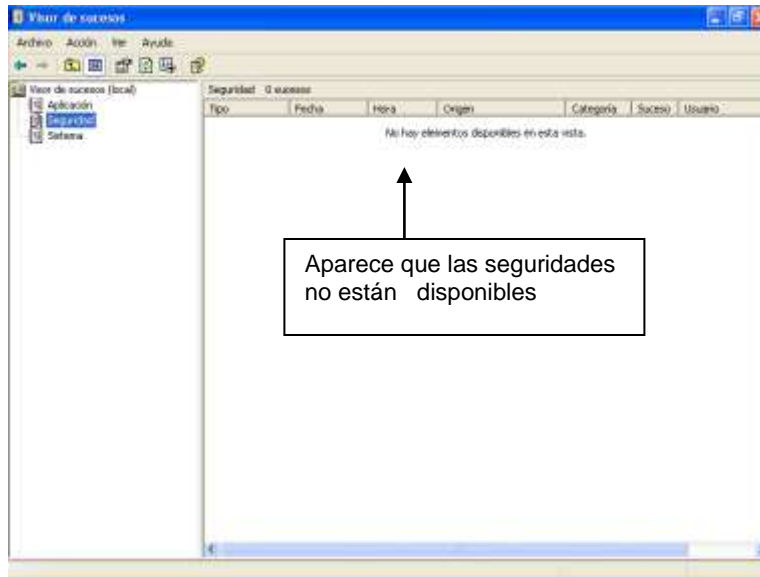 Visor de sucesos
Archivo Acción Ver Ayuda
Visor de sucesos (local)
Aplicación
Seguridad
Sistema
Seguridad 0 sucesos
Tipo Fecha Hora Origen Categoría Suceso Usuario
No hay elementos disponibles en esta vista.
Aparece que las seguridades
no están disponibles